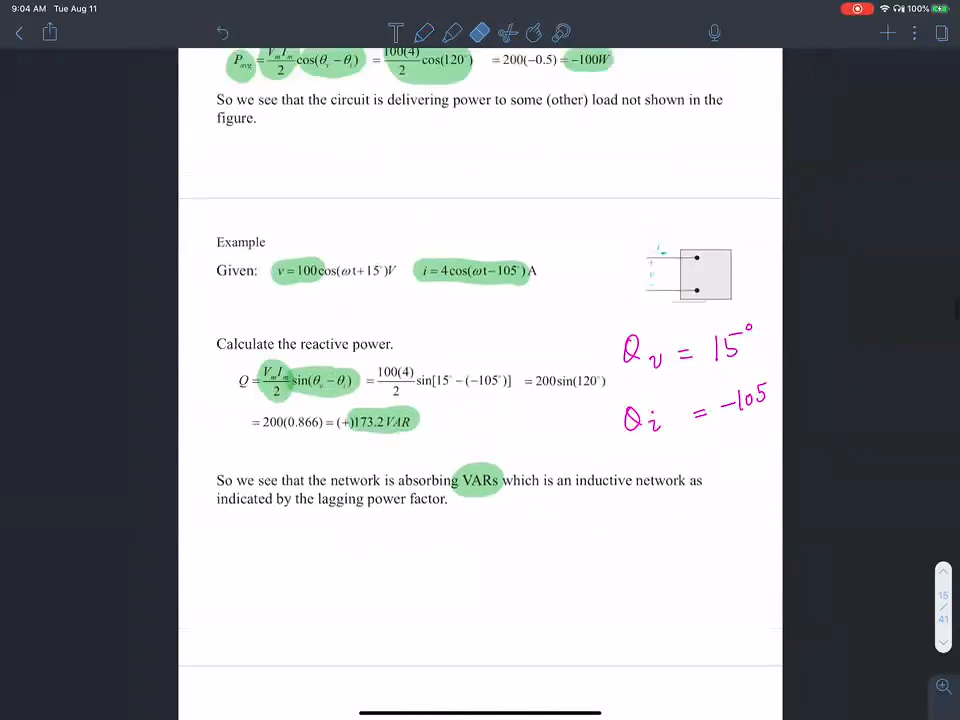 9:04 AM Tue Aug 11
100%
P_avg = V_m I_m / 2 cos(θ_v − θ_i) = 100(4) / 2 cos(120°) = 200(−0.5) = −100W
So we see that the circuit is delivering power to some (other) load not shown in the
figure.
Example
Given: v = 100cos(ωt+15°)V i = 4cos(ωt−105°)A
i
+
v
−
Calculate the reactive power.
Q = V_m I_m / 2 sin(θ_v − θ_i) = 100(4) / 2 sin[15° − (−105°)] = 200sin(120°)
= 200(0.866) = (+)173.2 VAR
θ_v = 15°
θ_i = −105
So we see that the network is absorbing VARs which is an inductive network as
indicated by the lagging power factor.
15
/
41